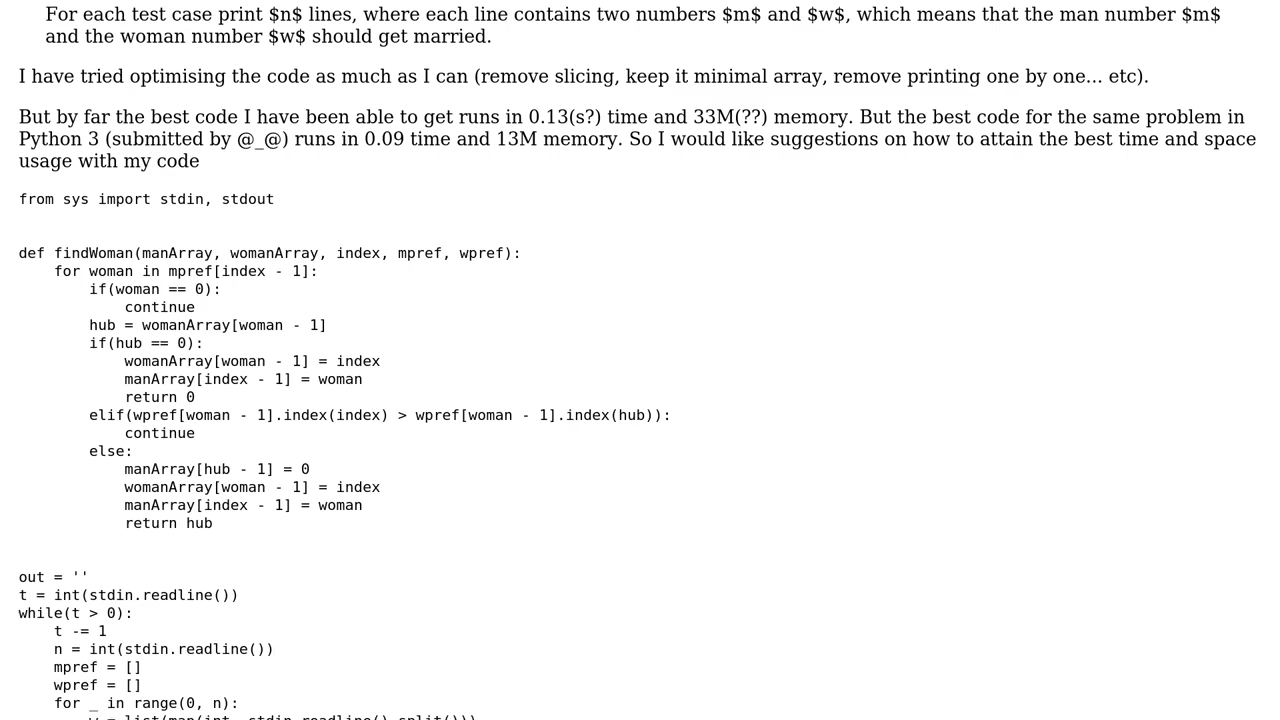 For each test case print $n$ lines, where each line contains two numbers $m$ and $w$, which means that the man number $m$
and the woman number $w$ should get married.
I have tried optimising the code as much as I can (remove slicing, keep it minimal array, remove printing one by one... etc).
But by far the best code I have been able to get runs in 0.13(s?) time and 33M(??) memory. But the best code for the same problem in
Python 3 (submitted by @_@) runs in 0.09 time and 13M memory. So I would like suggestions on how to attain the best time and space
usage with my code
from sys import stdin, stdout
def findWoman(manArray, womanArray, index, mpref, wpref):
    for woman in mpref[index - 1]:
        if(woman == 0):
            continue
        hub = womanArray[woman - 1]
        if(hub == 0):
            womanArray[woman - 1] = index
            manArray[index - 1] = woman
            return 0
        elif(wpref[woman - 1].index(index) > wpref[woman - 1].index(hub)):
            continue
        else:
            manArray[hub - 1] = 0
            womanArray[woman - 1] = index
            manArray[index - 1] = woman
            return hub
out = ''
t = int(stdin.readline())
while(t > 0):
    t -= 1
    n = int(stdin.readline())
    mpref = []
    wpref = []
    for _ in range(0, n):
        w = list(map(int, stdin.readline().split()))